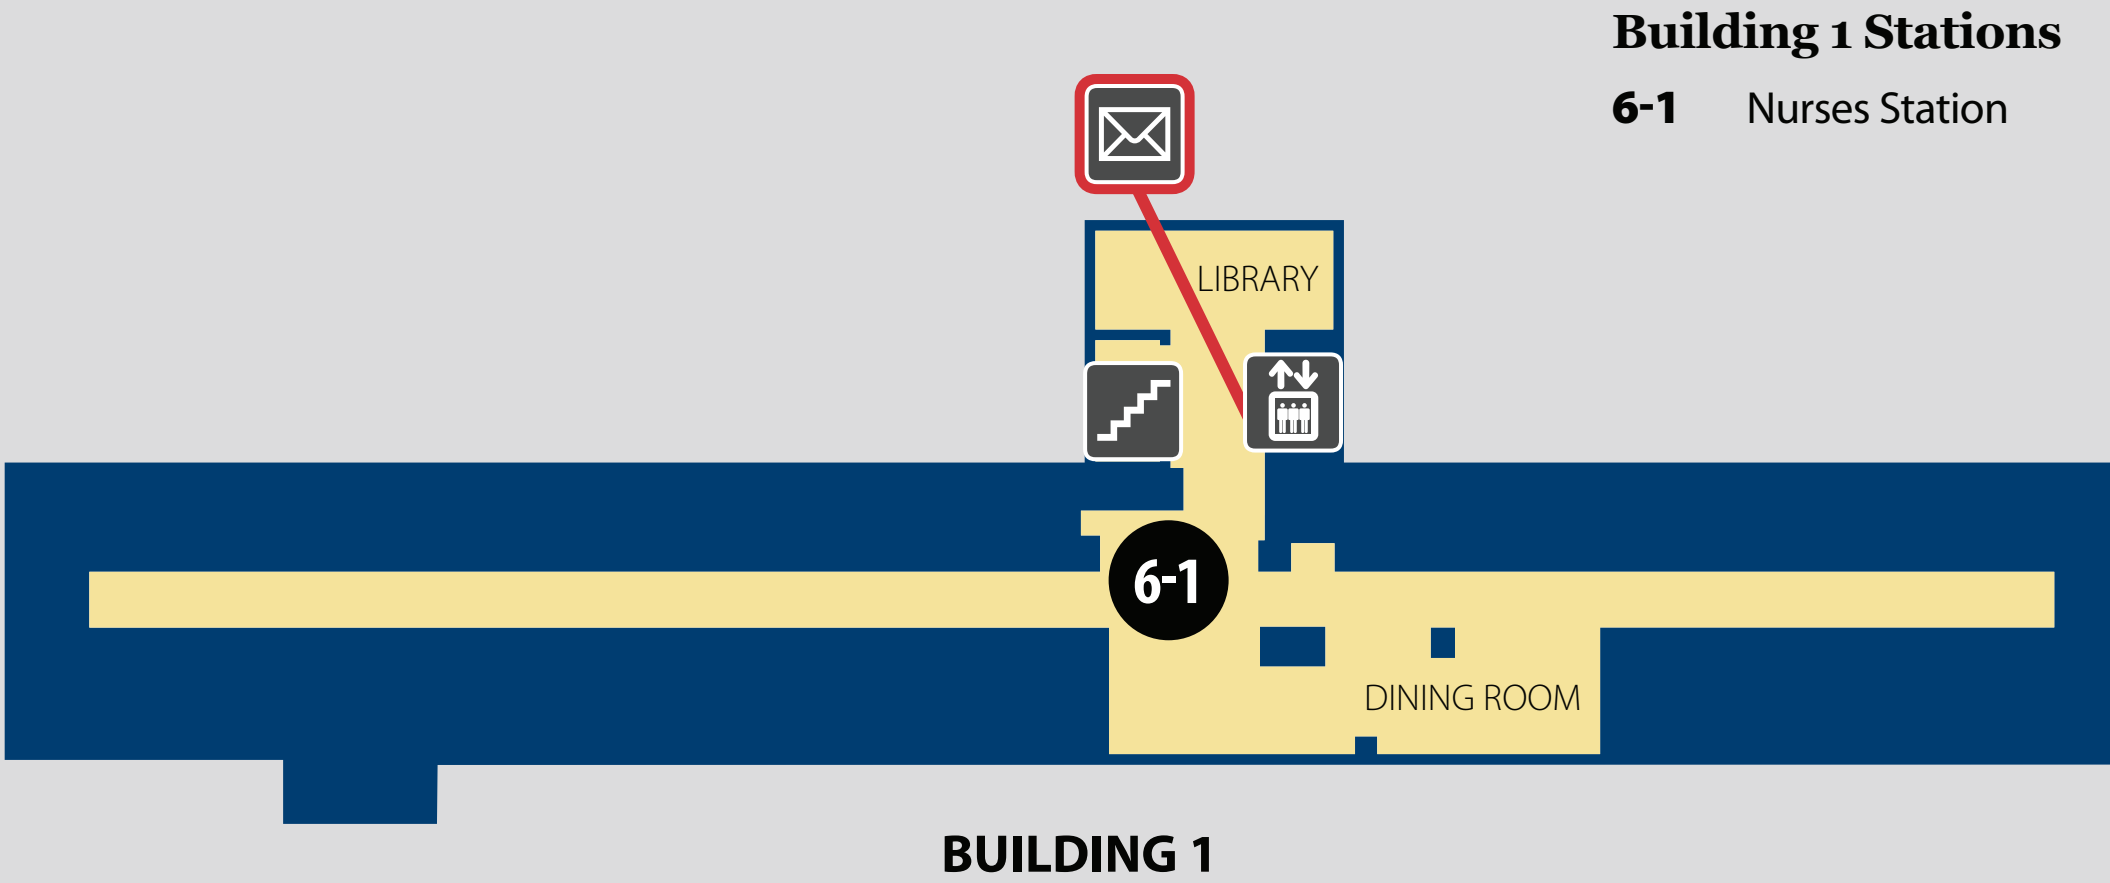 Building 1 Stations
6-1 Nurses Station
LIBRARY
6-1
DINING ROOM
BUILDING 1